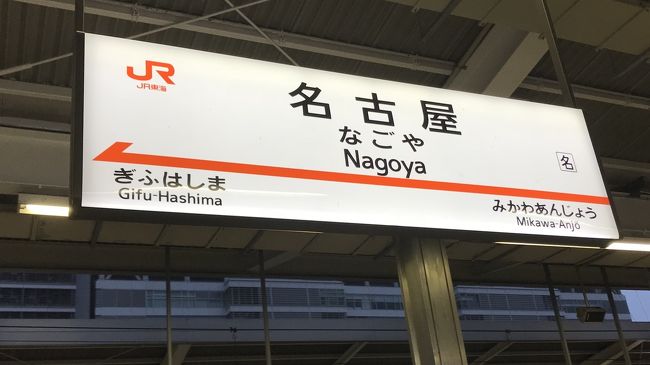 JR
JR東海
名古屋
なごや
Nagoya
名
ぎふはしま
Gifu-Hashima
みかわあんじょう
Mikawa-Anjō